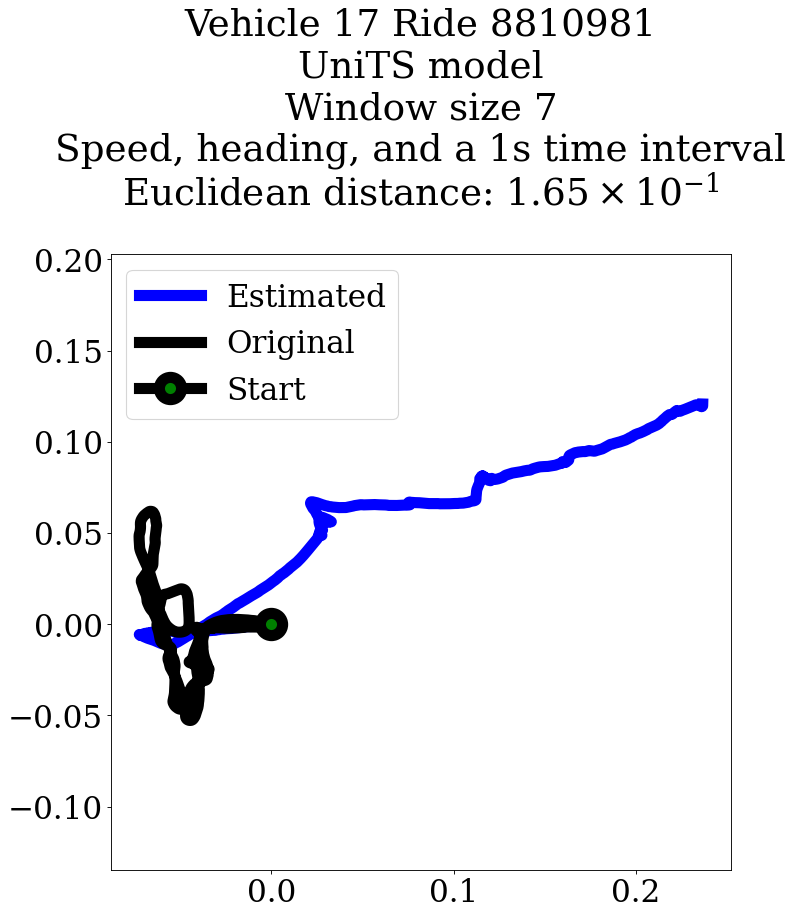 Vehicle 17 Ride 8810981
UniTS model
Window size 7
Speed, heading, and a 1s time interval
Euclidean distance: 1.65 × 10⁻¹
0.20
0.15
0.10
0.05
0.00
−0.05
−0.10
Estimated
Original
Start
0.0 0.1 0.2